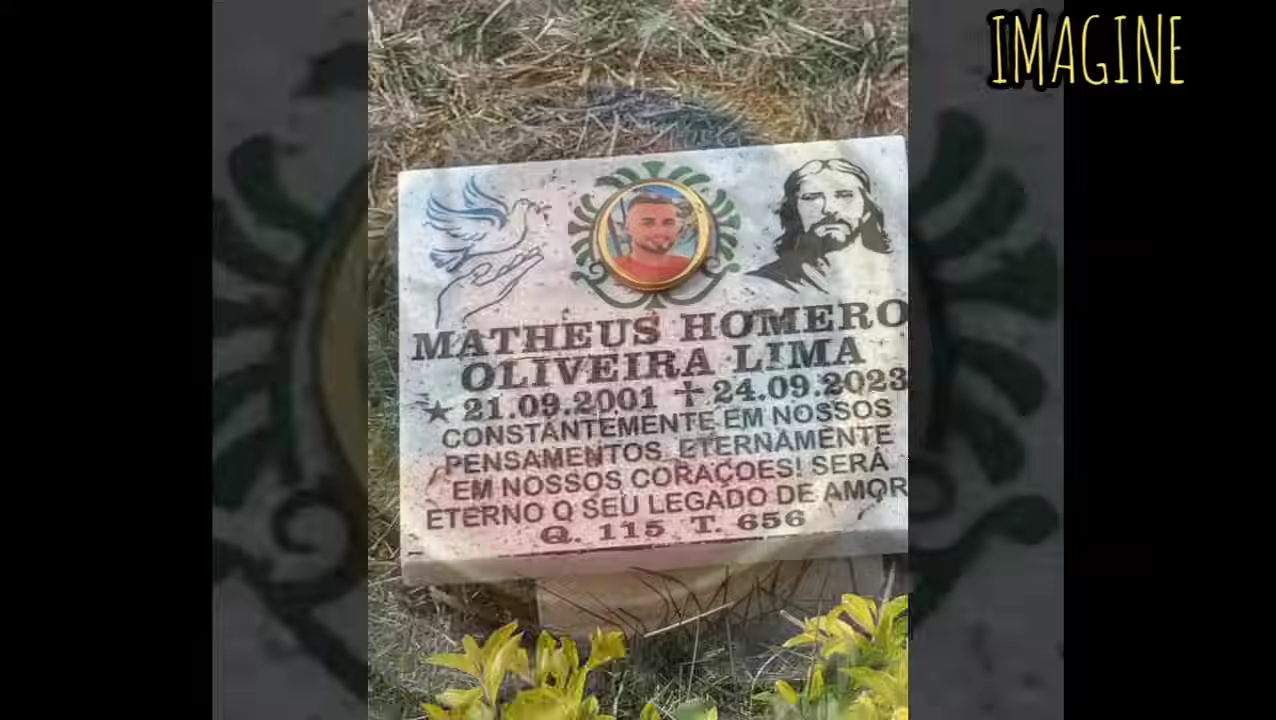 IMAGINE
MATHEUS HOMERO
OLIVEIRA LIMA
★ 21.09.2001 ✝ 24.09.2023
CONSTANTEMENTE EM NOSSOS
PENSAMENTOS, ETERNAMENTE
EM NOSSOS CORAÇOES! SERÁ
ETERNO O SEU LEGADO DE AMOR
Q. 115 T. 656